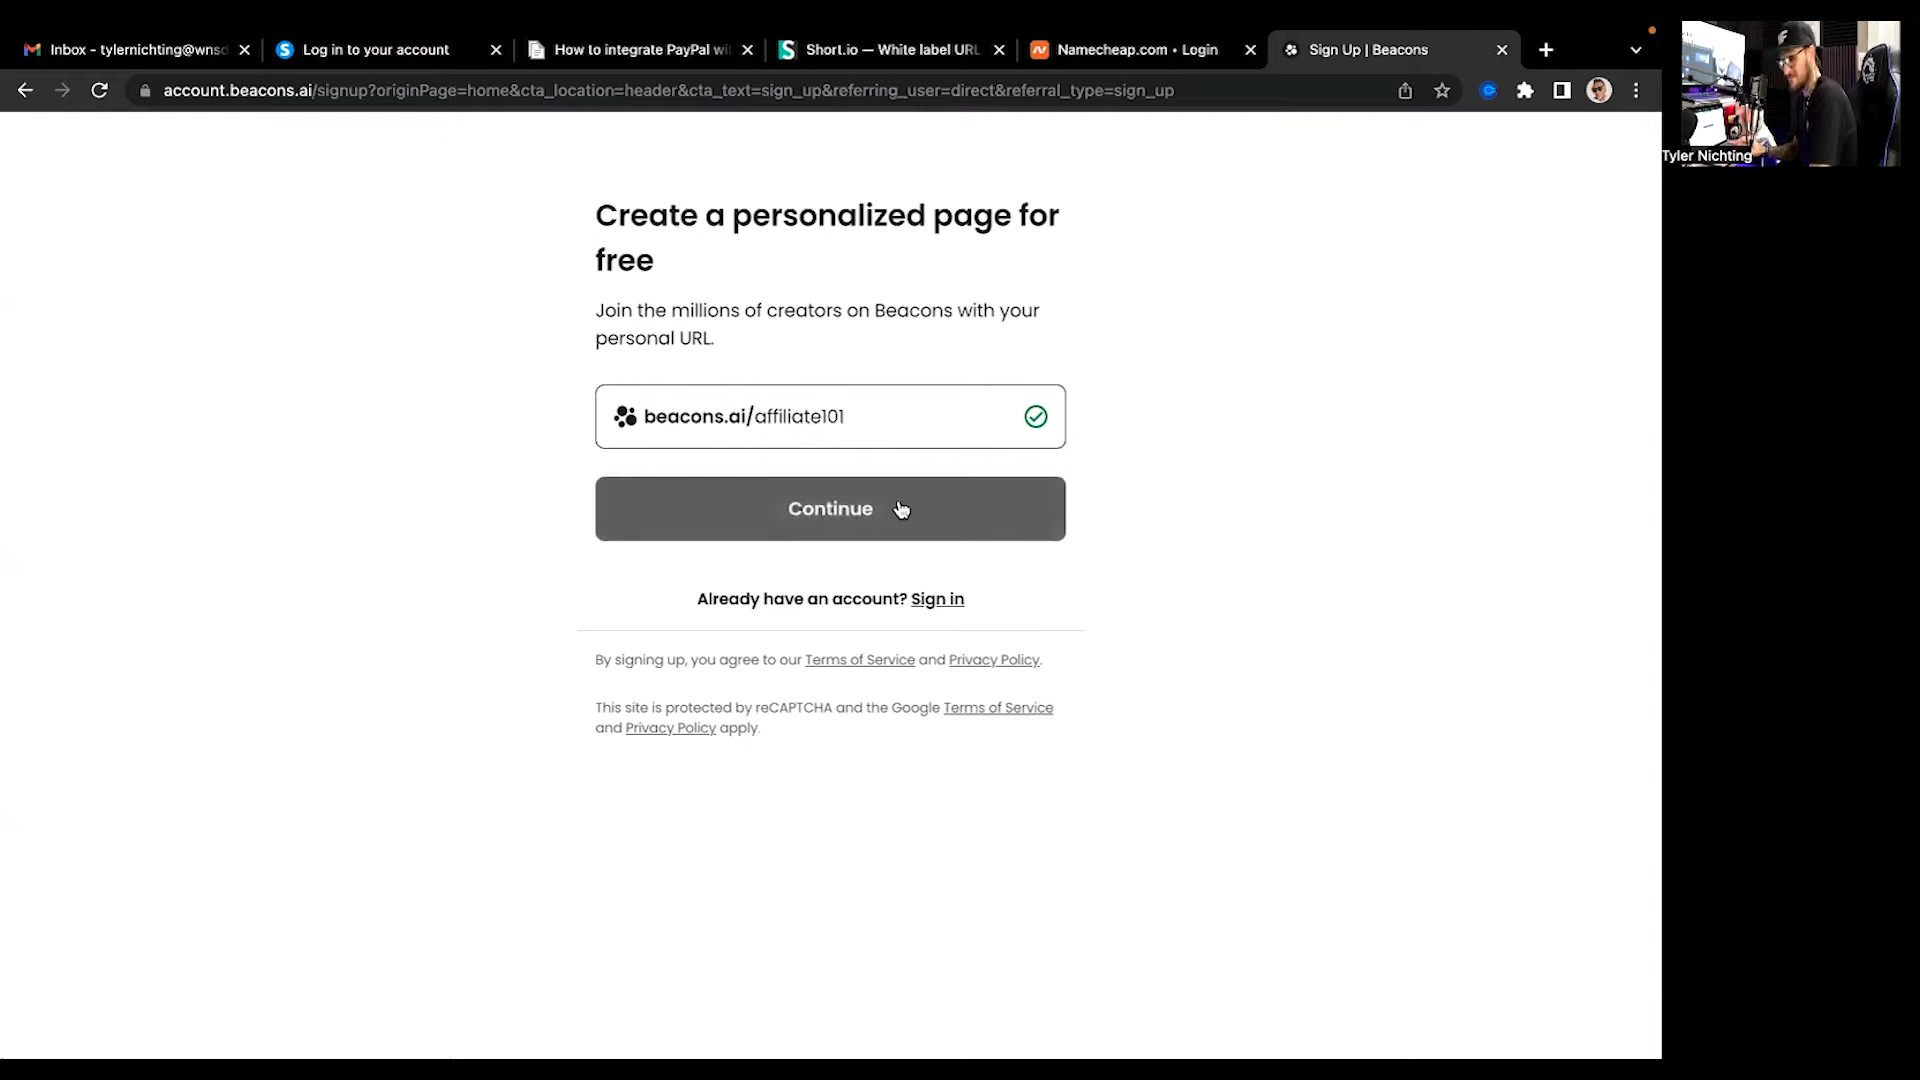 Inbox - tylernichting@wnsc
Log in to your account
How to integrate PayPal wi
Short.io — White label URL
Namecheap.com • Login
Sign Up | Beacons
account.beacons.ai/signup?originPage=home&cta_location=header&cta_text=sign_up&referring_user=direct&referral_type=sign_up
Tyler Nichting
Create a personalized page for
free
Join the millions of creators on Beacons with your
personal URL.
beacons.ai/affiliate101
Continue
Already have an account? Sign in
By signing up, you agree to our Terms of Service and Privacy Policy.
This site is protected by reCAPTCHA and the Google Terms of Service
and Privacy Policy apply.